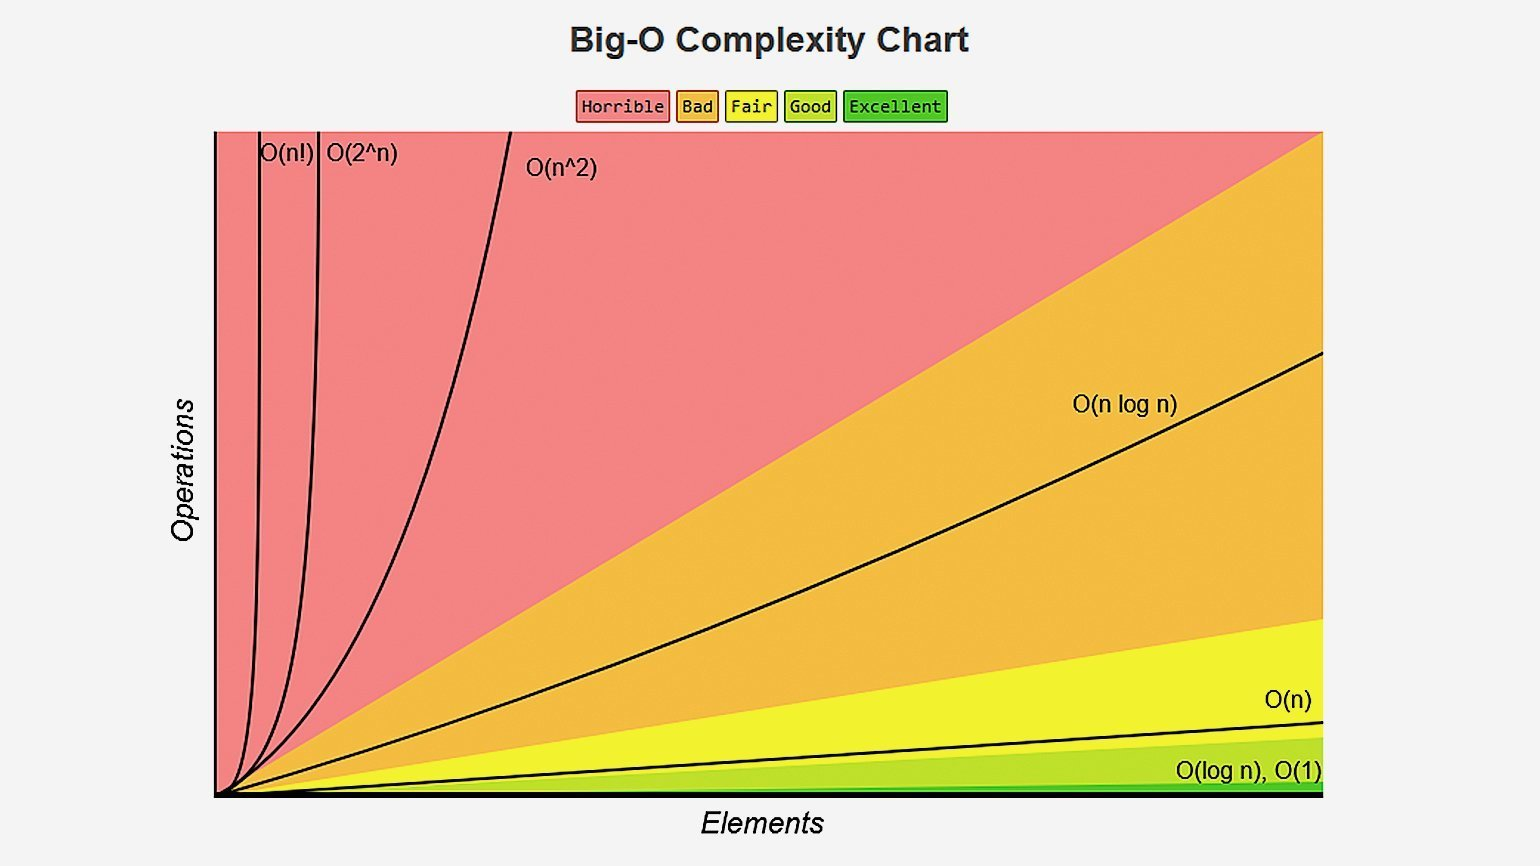 Big-O Complexity Chart
Horrible Bad Fair Good Excellent
O(n!) O(2^n)
O(n^2)
O(n log n)
O(n)
O(log n), O(1)
Operations
Elements